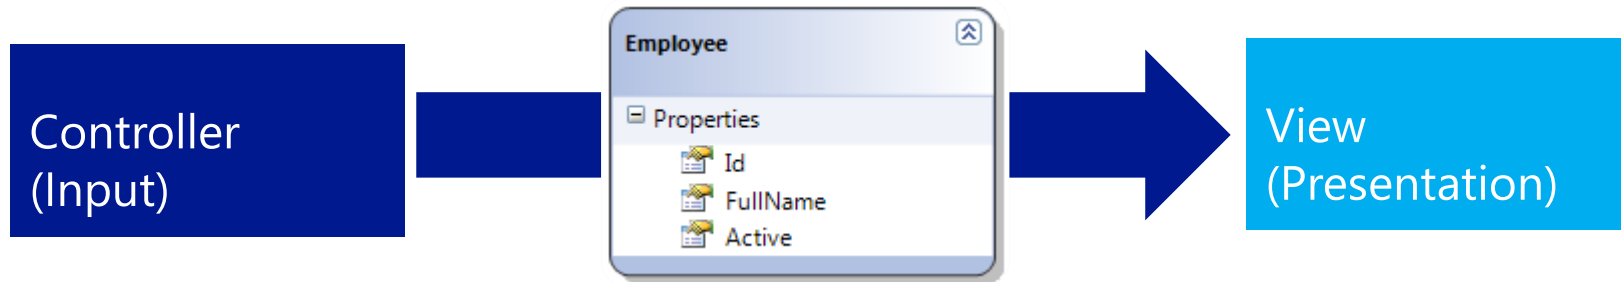 Controller
(Input)
Employee
Properties
Id
FullName
Active
View
(Presentation)